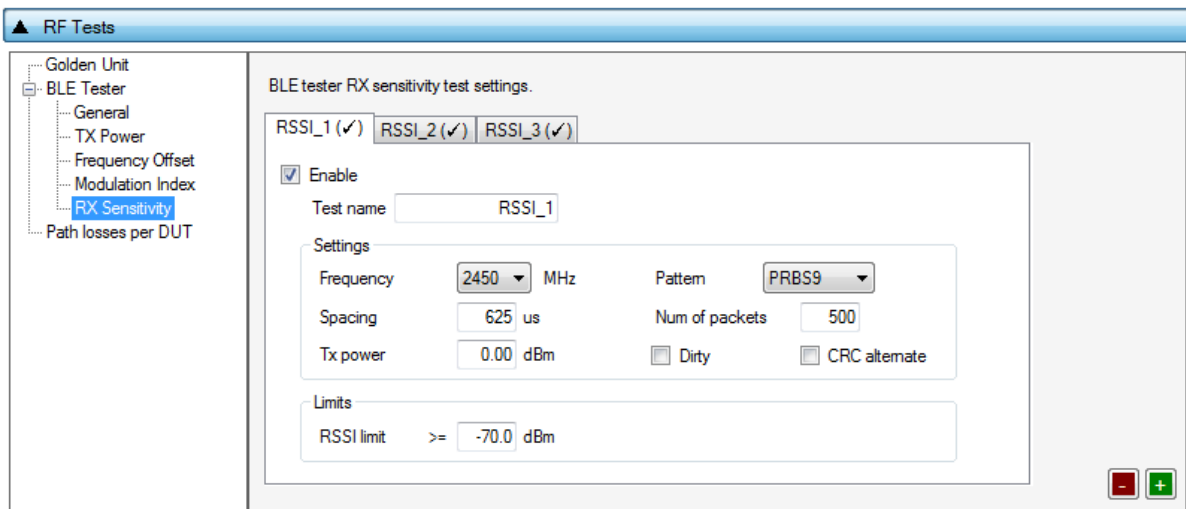 RF Tests
Golden Unit
BLE Tester
General
TX Power
Frequency Offset
Modulation Index
RX Sensitivity
Path losses per DUT
BLE tester RX sensitivity test settings.
RSSI_1 (✓) RSSI_2 (✓) RSSI_3 (✓)
Enable
Test name RSSI_1
Settings
Frequency 2450 MHz Pattern PRBS9
Spacing 625 us Num of packets 500
Tx power 0.00 dBm Dirty CRC alternate
Limits
RSSI limit >= -70.0 dBm
- +